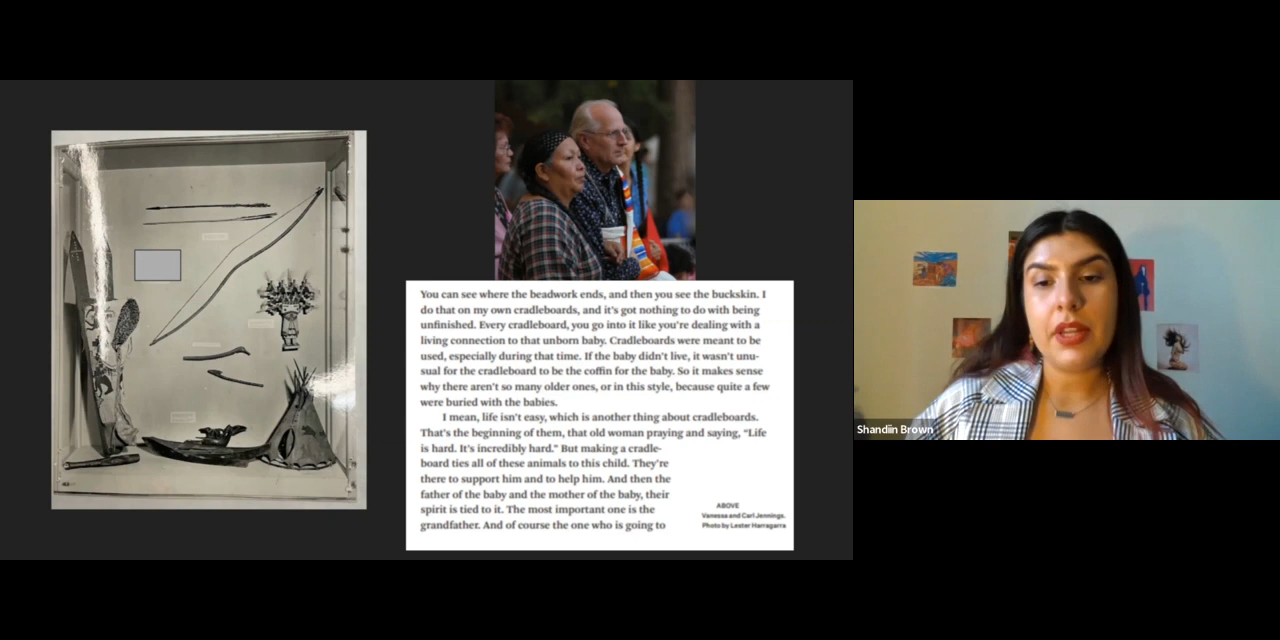 You can see where the beadwork ends, and then you see the buckskin. I
do that on my own cradleboards, and it's got nothing to do with being
unfinished. Every cradleboard, you go into it like you're dealing with a
living connection to that unborn baby. Cradleboards were meant to be
used, especially during that time. If the baby didn't live, it wasn't unu-
sual for the cradleboard to be the coffin for the baby. So it makes sense
why there aren't so many older ones, or in this style, because quite a few
were buried with the babies.
I mean, life isn't easy, which is another thing about cradleboards.
That's the beginning of them, that old woman praying and saying, “Life
is hard. It's incredibly hard.” But making a cradle-
board ties all of these animals to this child. They're
there to support him and to help him. And then the
father of the baby and the mother of the baby, their
spirit is tied to it. The most important one is the
grandfather. And of course the one who is going to
ABOVE
Vanessa and Carl Jennings.
Photo by Lester Harragarra
Shandiin Brown